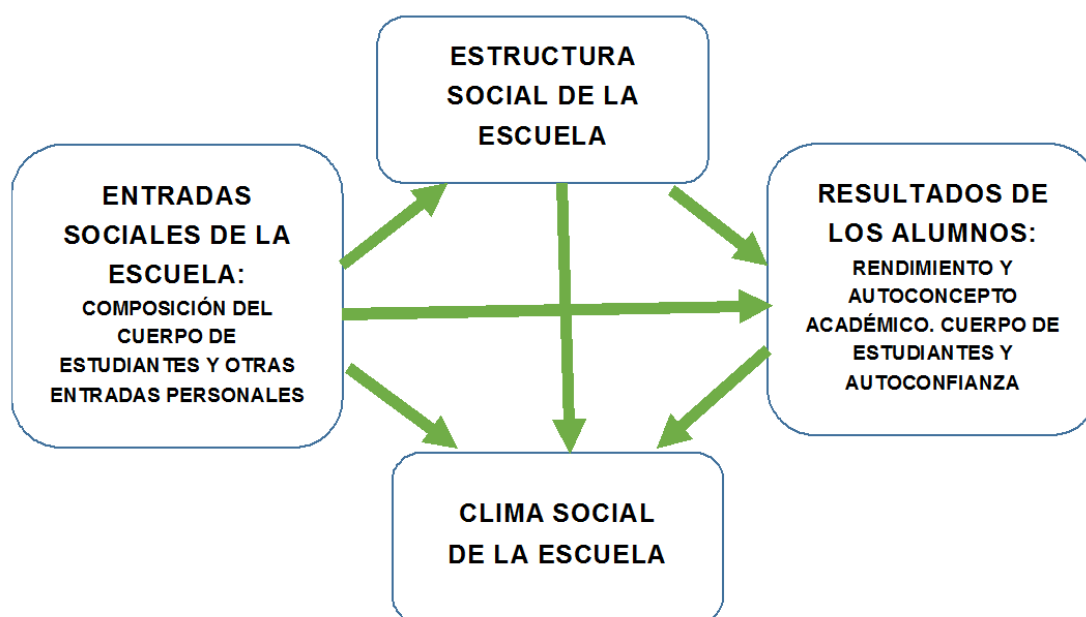 ESTRUCTURA
SOCIAL DE LA
ESCUELA
ENTRADAS
SOCIALES DE LA
ESCUELA:
COMPOSICIÓN DEL
CUERPO DE
ESTUDIANTES Y OTRAS
ENTRADAS PERSONALES
RESULTADOS DE
LOS ALUMNOS:
RENDIMIENTO Y
AUTOCONCEPTO
ACADÉMICO. CUERPO DE
ESTUDIANTES Y
AUTOCONFIANZA
CLIMA SOCIAL
DE LA ESCUELA